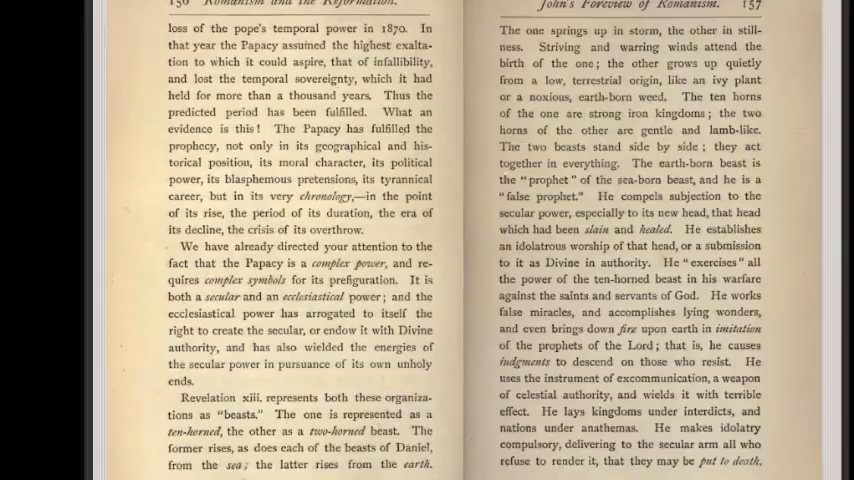 156 Romanism and the Reformation.
loss of the pope's temporal power in 1870. In
that year the Papacy assumed the highest exalta-
tion to which it could aspire, that of infallibility,
and lost the temporal sovereignty, which it had
held for more than a thousand years. Thus the
predicted period has been fulfilled. What an
evidence is this! The Papacy has fulfilled the
prophecy, not only in its geographical and his-
torical position, its moral character, its political
power, its blasphemous pretensions, its tyrannical
career, but in its very chronology,—in the point
of its rise, the period of its duration, the era of
its decline, the crisis of its overthrow.
We have already directed your attention to the
fact that the Papacy is a complex power, and re-
quires complex symbols for its prefiguration. It is
both a secular and an ecclesiastical power; and the
ecclesiastical power has arrogated to itself the
right to create the secular, or endow it with Divine
authority, and has also wielded the energies of
the secular power in pursuance of its own unholy
ends.
Revelation xiii. represents both these organiza-
tions as "beasts." The one is represented as a
ten-horned, the other as a two-horned beast. The
former rises, as does each of the beasts of Daniel,
from the sea; the latter rises from the earth.
John's Foreview of Romanism. 157
The one springs up in storm, the other in still-
ness. Striving and warring winds attend the
birth of the one; the other grows up quietly
from a low, terrestrial origin, like an ivy plant
or a noxious, earth-born weed. The ten horns
of the one are strong iron kingdoms; the two
horns of the other are gentle and lamb-like.
The two beasts stand side by side; they act
together in everything. The earth-born beast is
the "prophet" of the sea-born beast, and he is a
"false prophet." He compels subjection to the
secular power, especially to its new head, that head
which had been slain and healed. He establishes
an idolatrous worship of that head, or a submission
to it as Divine in authority. He "exercises" all
the power of the ten-horned beast in his warfare
against the saints and servants of God. He works
false miracles, and accomplishes lying wonders,
and even brings down fire upon earth in imitation
of the prophets of the Lord; that is, he causes
judgments to descend on those who resist. He
uses the instrument of excommunication, a weapon
of celestial authority, and wields it with terrible
effect. He lays kingdoms under interdicts, and
nations under anathemas. He makes idolatry
compulsory, delivering to the secular arm all who
refuse to render it, that they may be put to death.